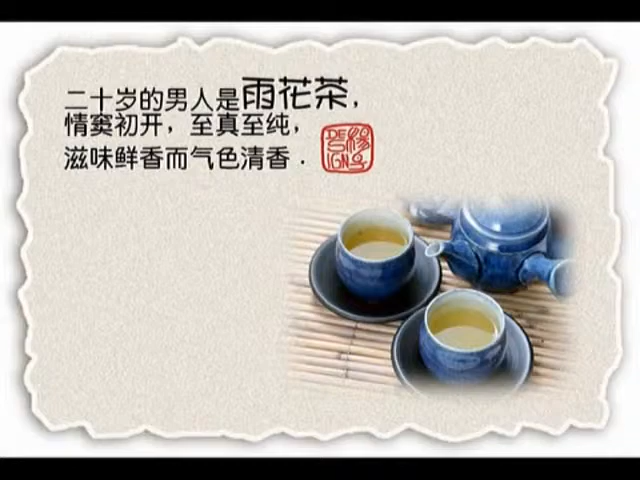 二十岁的男人是雨花茶,
情窦初开，至真至纯，
滋味鲜香而气色清香．